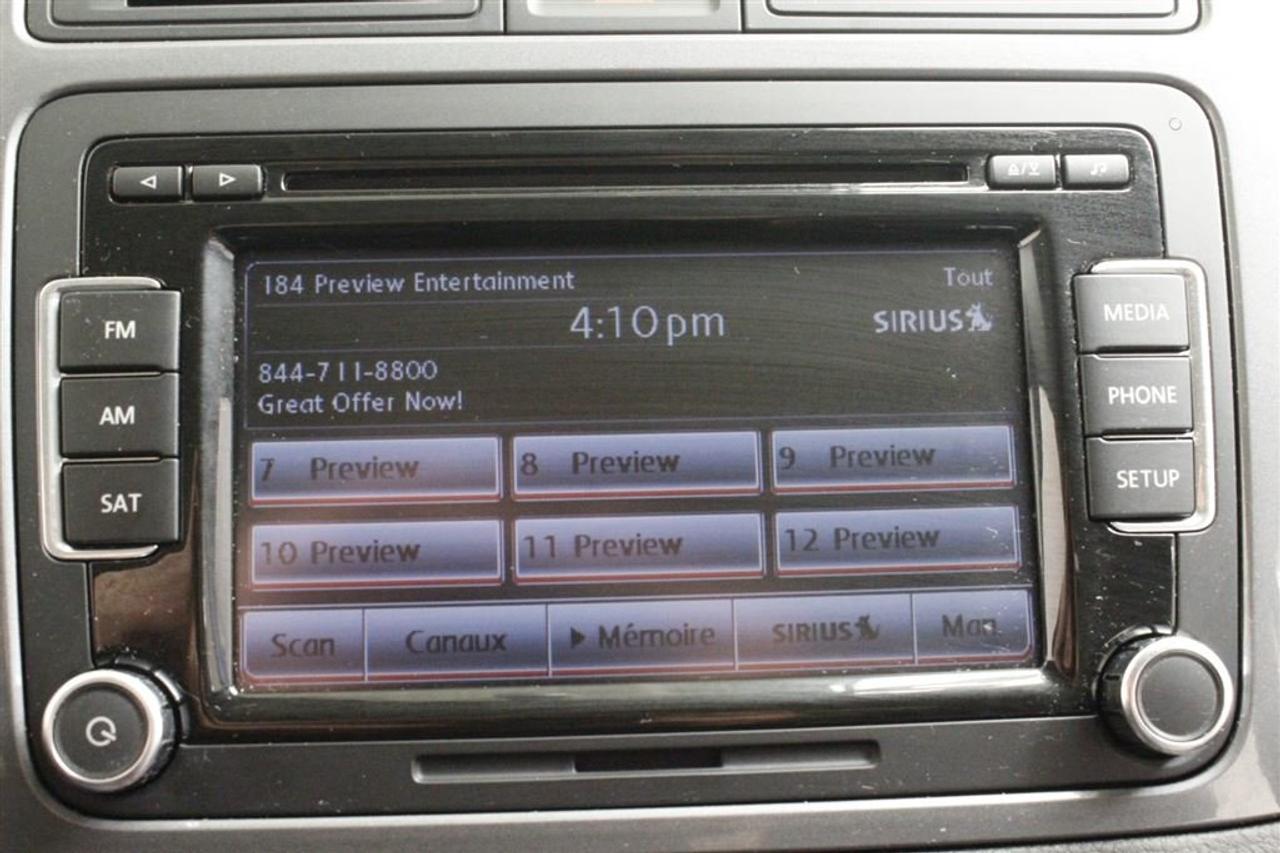 184 Preview Entertainment Tout
4:10pm SIRIUS
844-711-8800
Great Offer Now!
7 Preview 8 Preview 9 Preview
10 Preview 11 Preview 12 Preview
Scan Canaux Mémoire SIRIUS Man.
FM
AM
SAT
MEDIA
PHONE
SETUP